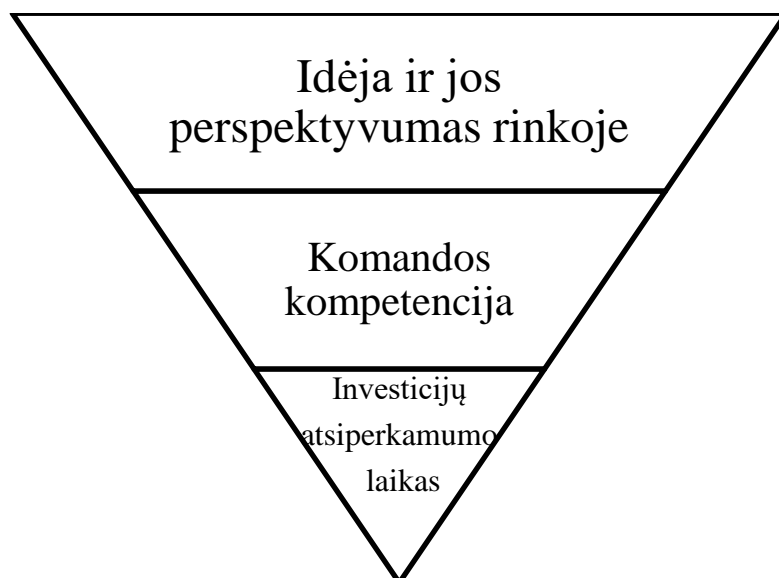 Idėja ir jos
perspektyvumas rinkoje
Komandos
kompetencija
Investicijų
atsiperkamumo
laikas